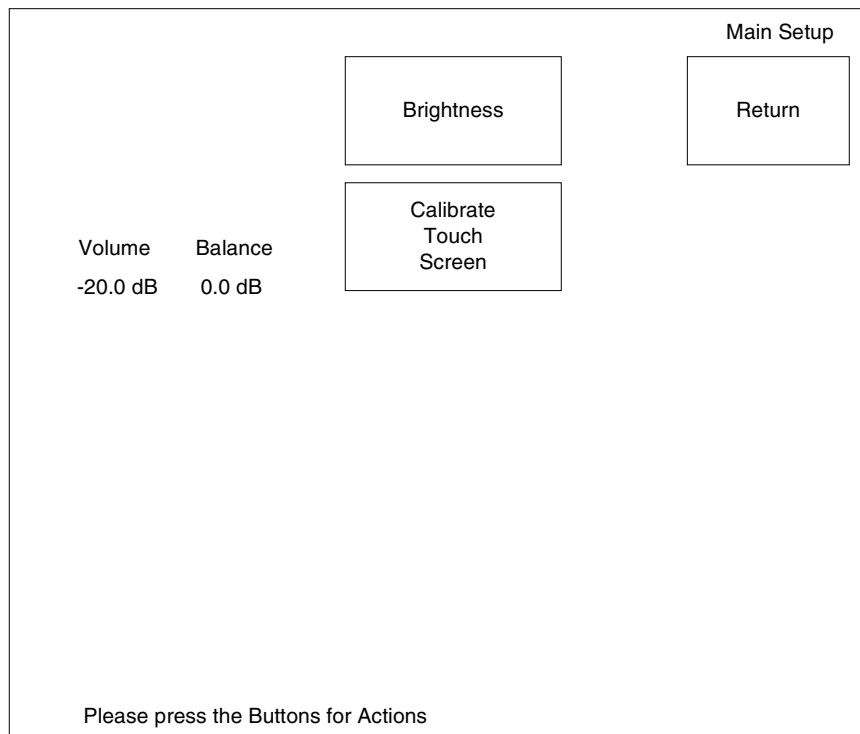 Main Setup
Brightness
Return
Calibrate
Touch
Screen
Volume Balance
-20.0 dB 0.0 dB
Please press the Buttons for Actions